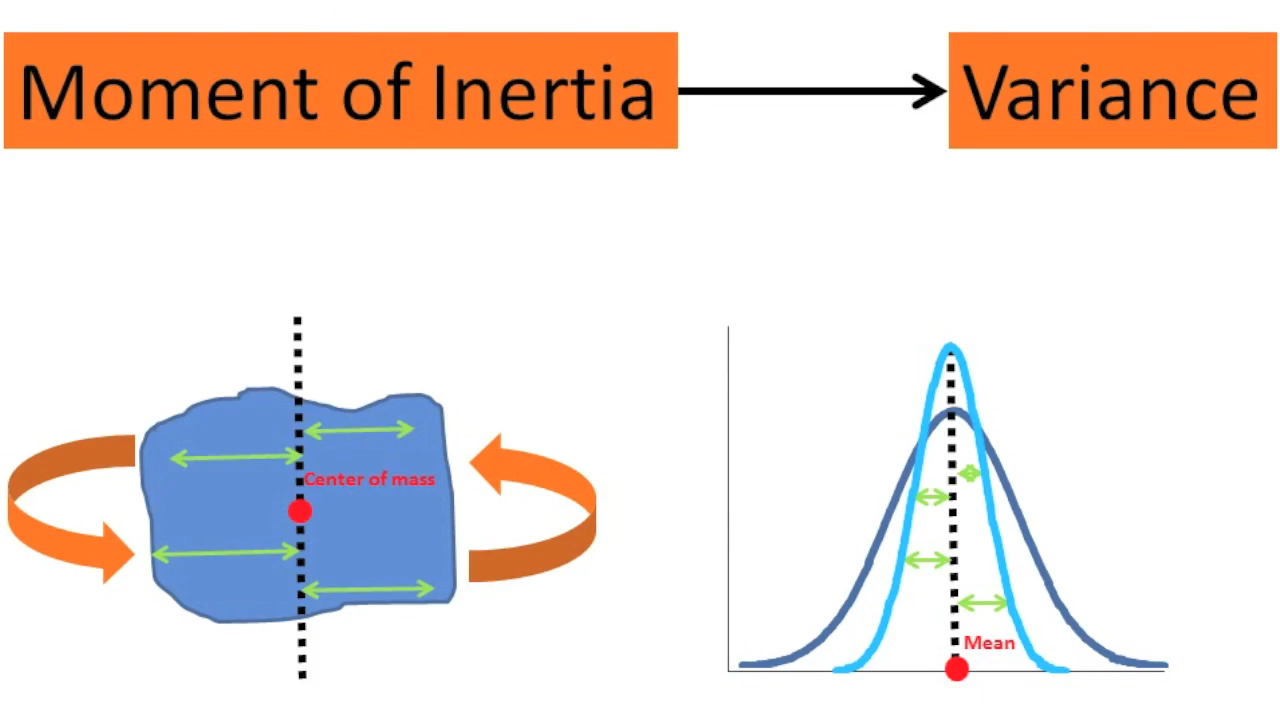 Moment of Inertia
Variance
Center of mass
Mean